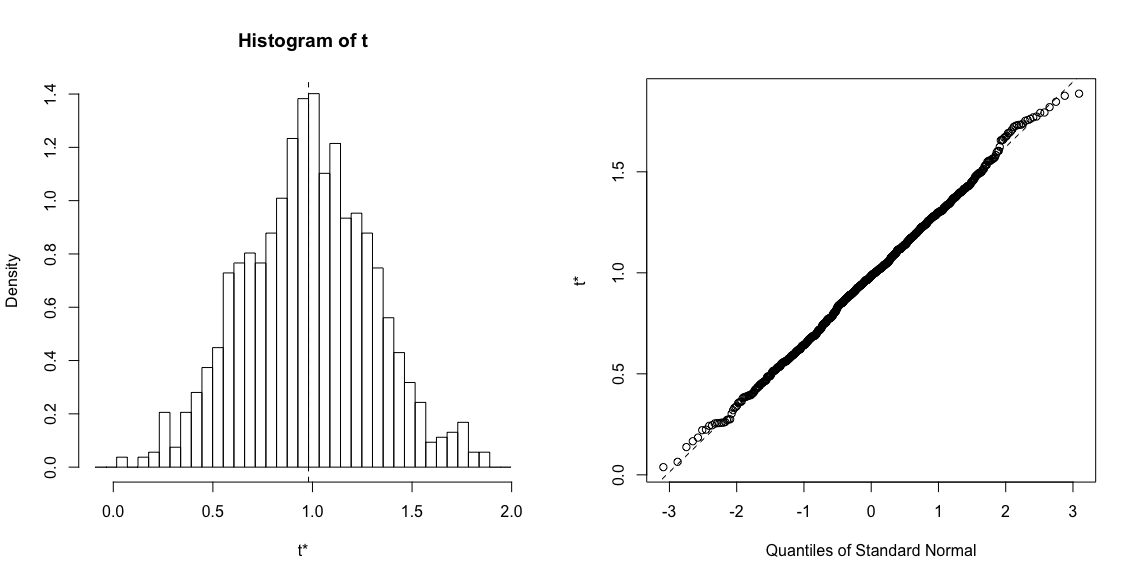 Histogram of t
Density
0.0 0.2 0.4 0.6 0.8 1.0 1.2 1.4
0.0 0.5 1.0 1.5 2.0
t*
t*
0.0 0.5 1.0 1.5
-3 -2 -1 0 1 2 3
Quantiles of Standard Normal